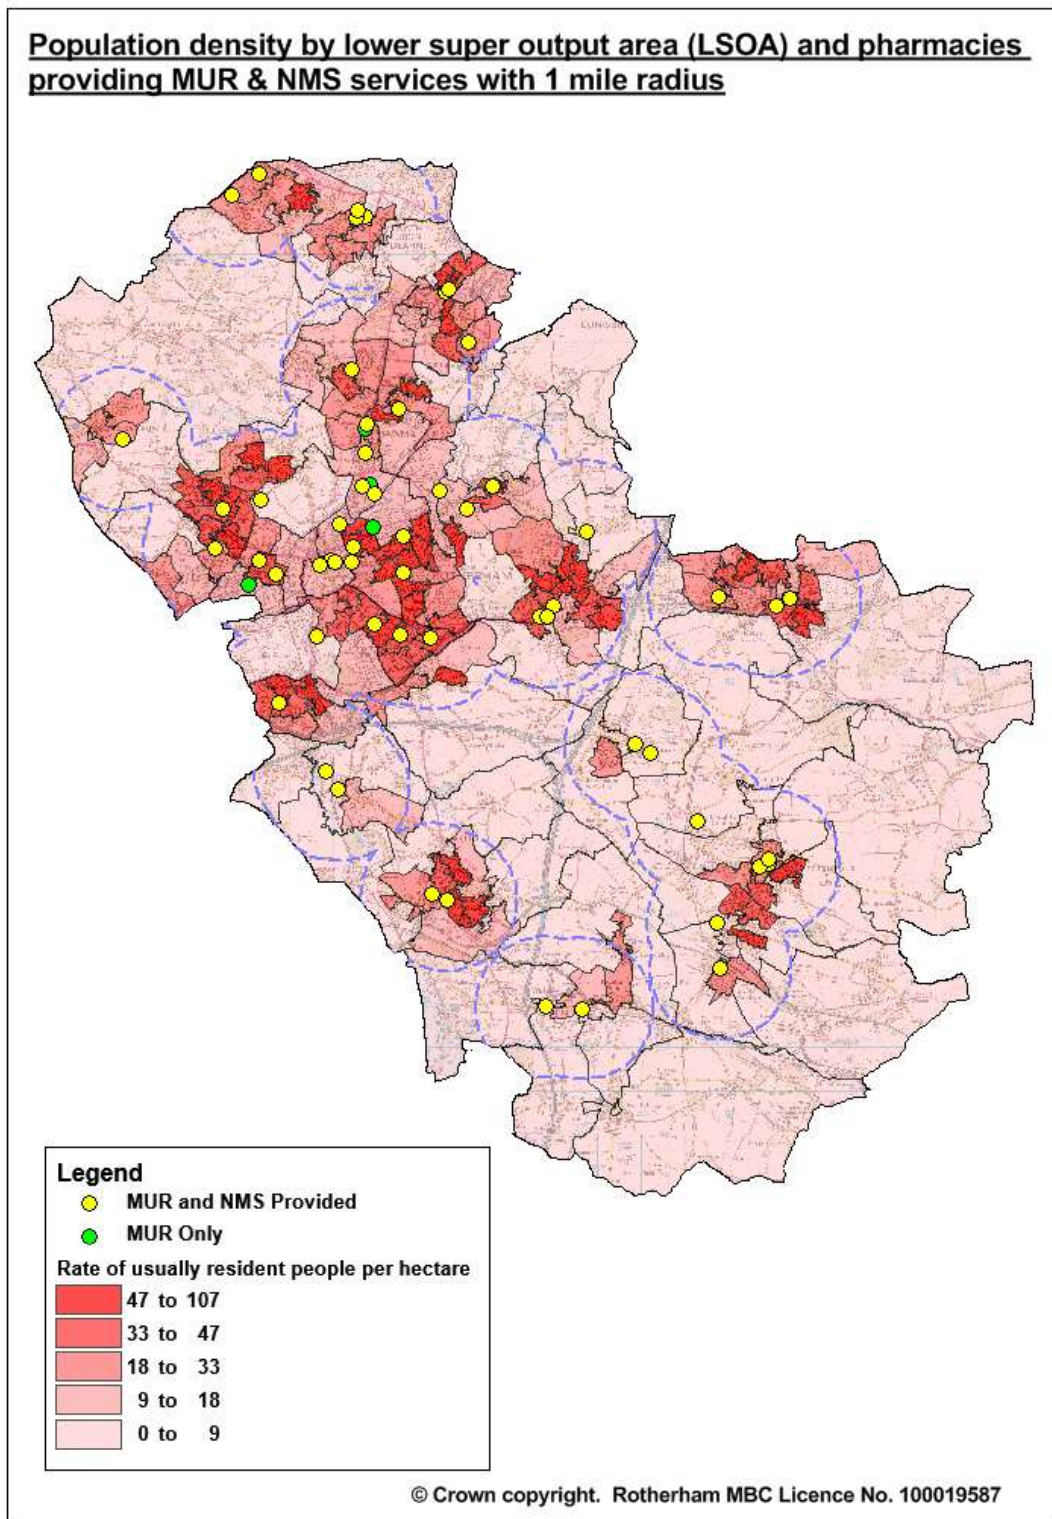 Population density by lower super output area (LSOA) and pharmacies
providing MUR & NMS services with 1 mile radius
Legend
MUR and NMS Provided
MUR Only
Rate of usually resident people per hectare
47 to 107
33 to 47
18 to 33
9 to 18
0 to 9
© Crown copyright. Rotherham MBC Licence No. 100019587